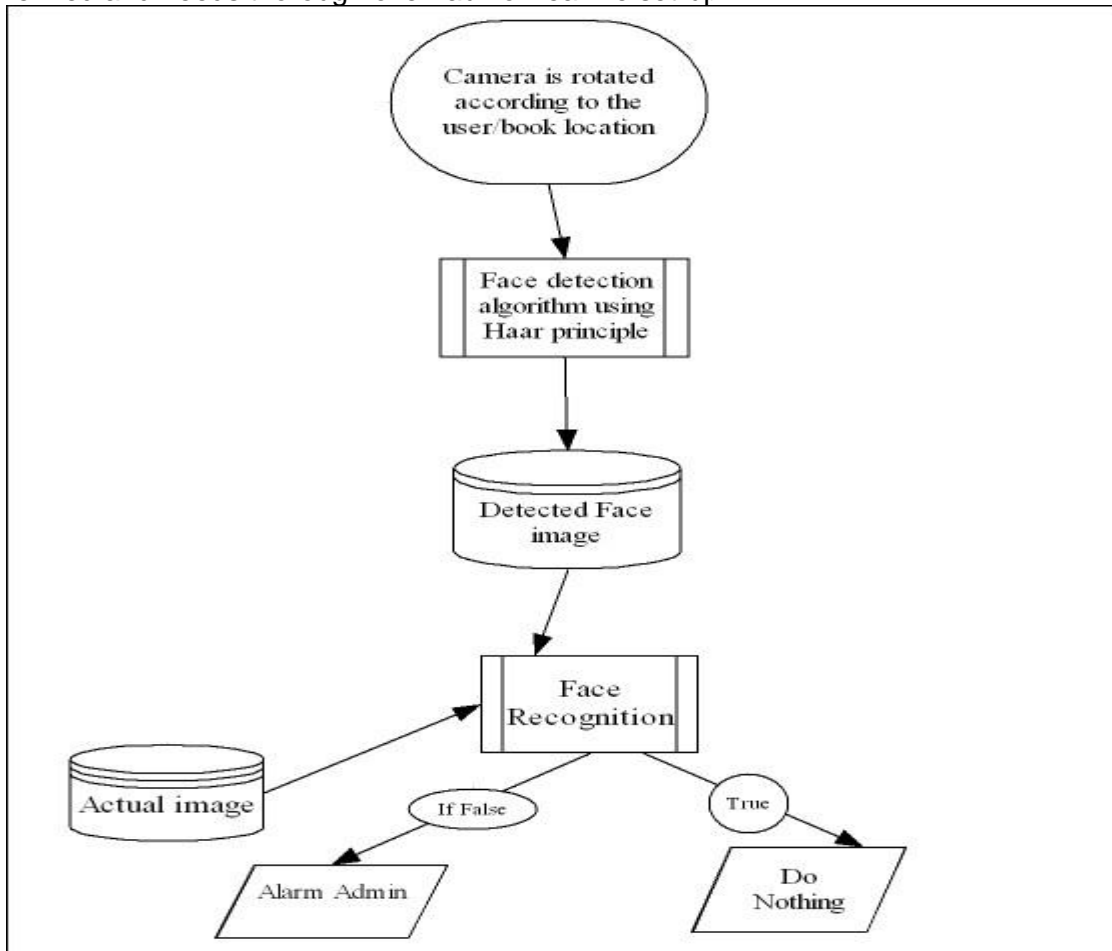 Camera is rotated
according to the
user/book location
Face detection
algorithm using
Haar principle
Detected Face
image
Face
Recognition
Actual image
If False
True
Alarm Admin
Do
Nothing